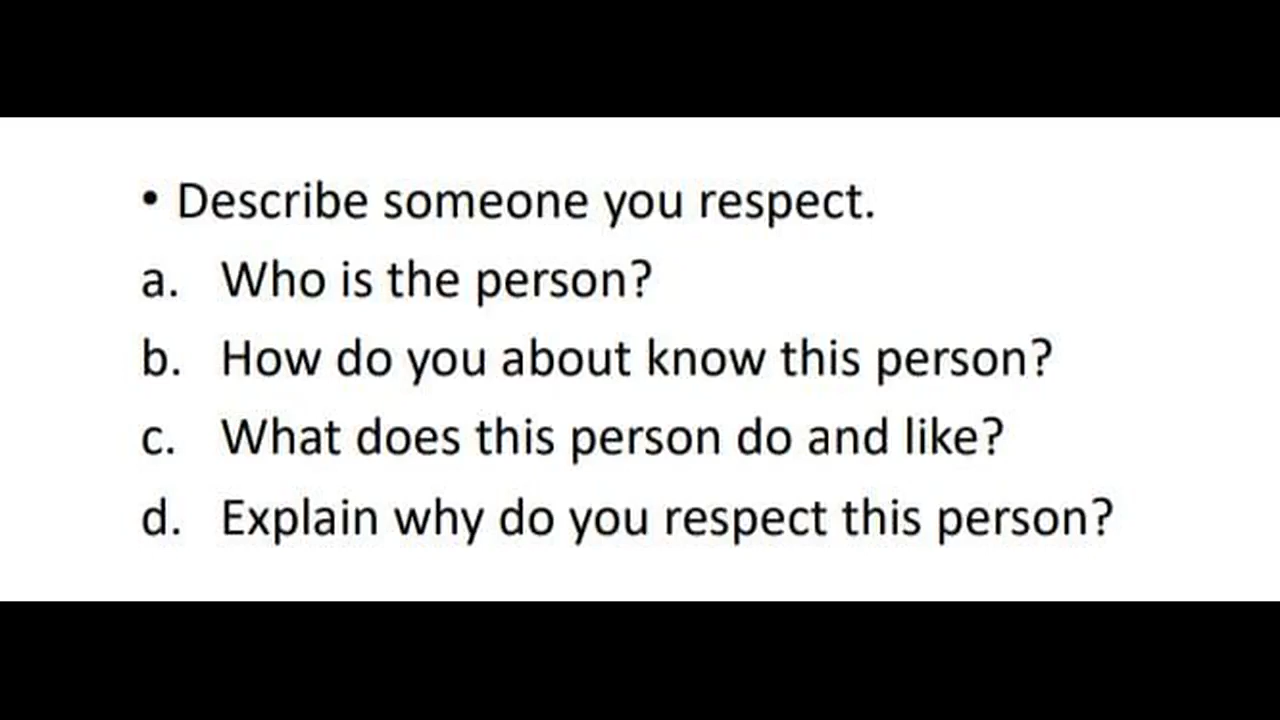 • Describe someone you respect.
a. Who is the person?
b. How do you about know this person?
c. What does this person do and like?
d. Explain why do you respect this person?